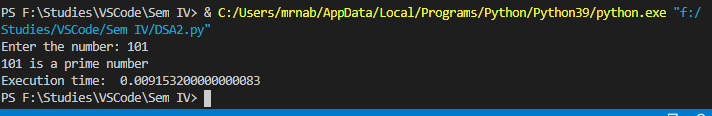 PS F:\Studies\VSCode\Sem IV> & C:/Users/mrnab/AppData/Local/Programs/Python/Python39/python.exe "f:/
Studies/VSCode/Sem IV/DSA2.py"
Enter the number: 101
101 is a prime number
Execution time:  0.009153200000000083
PS F:\Studies\VSCode\Sem IV>